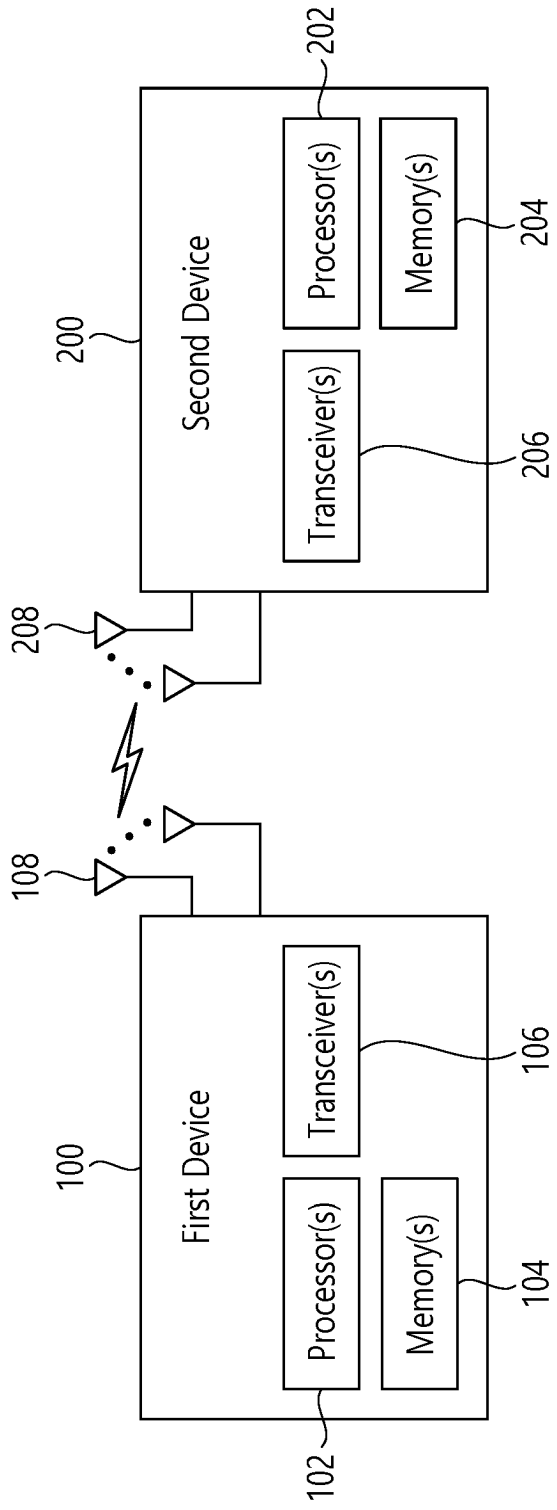 100
108
208
200
First Device
Second Device
102
Processor(s)
Transceiver(s)
Transceiver(s)
Processor(s)
202
Memory(s)
Memory(s)
104
106
206
204